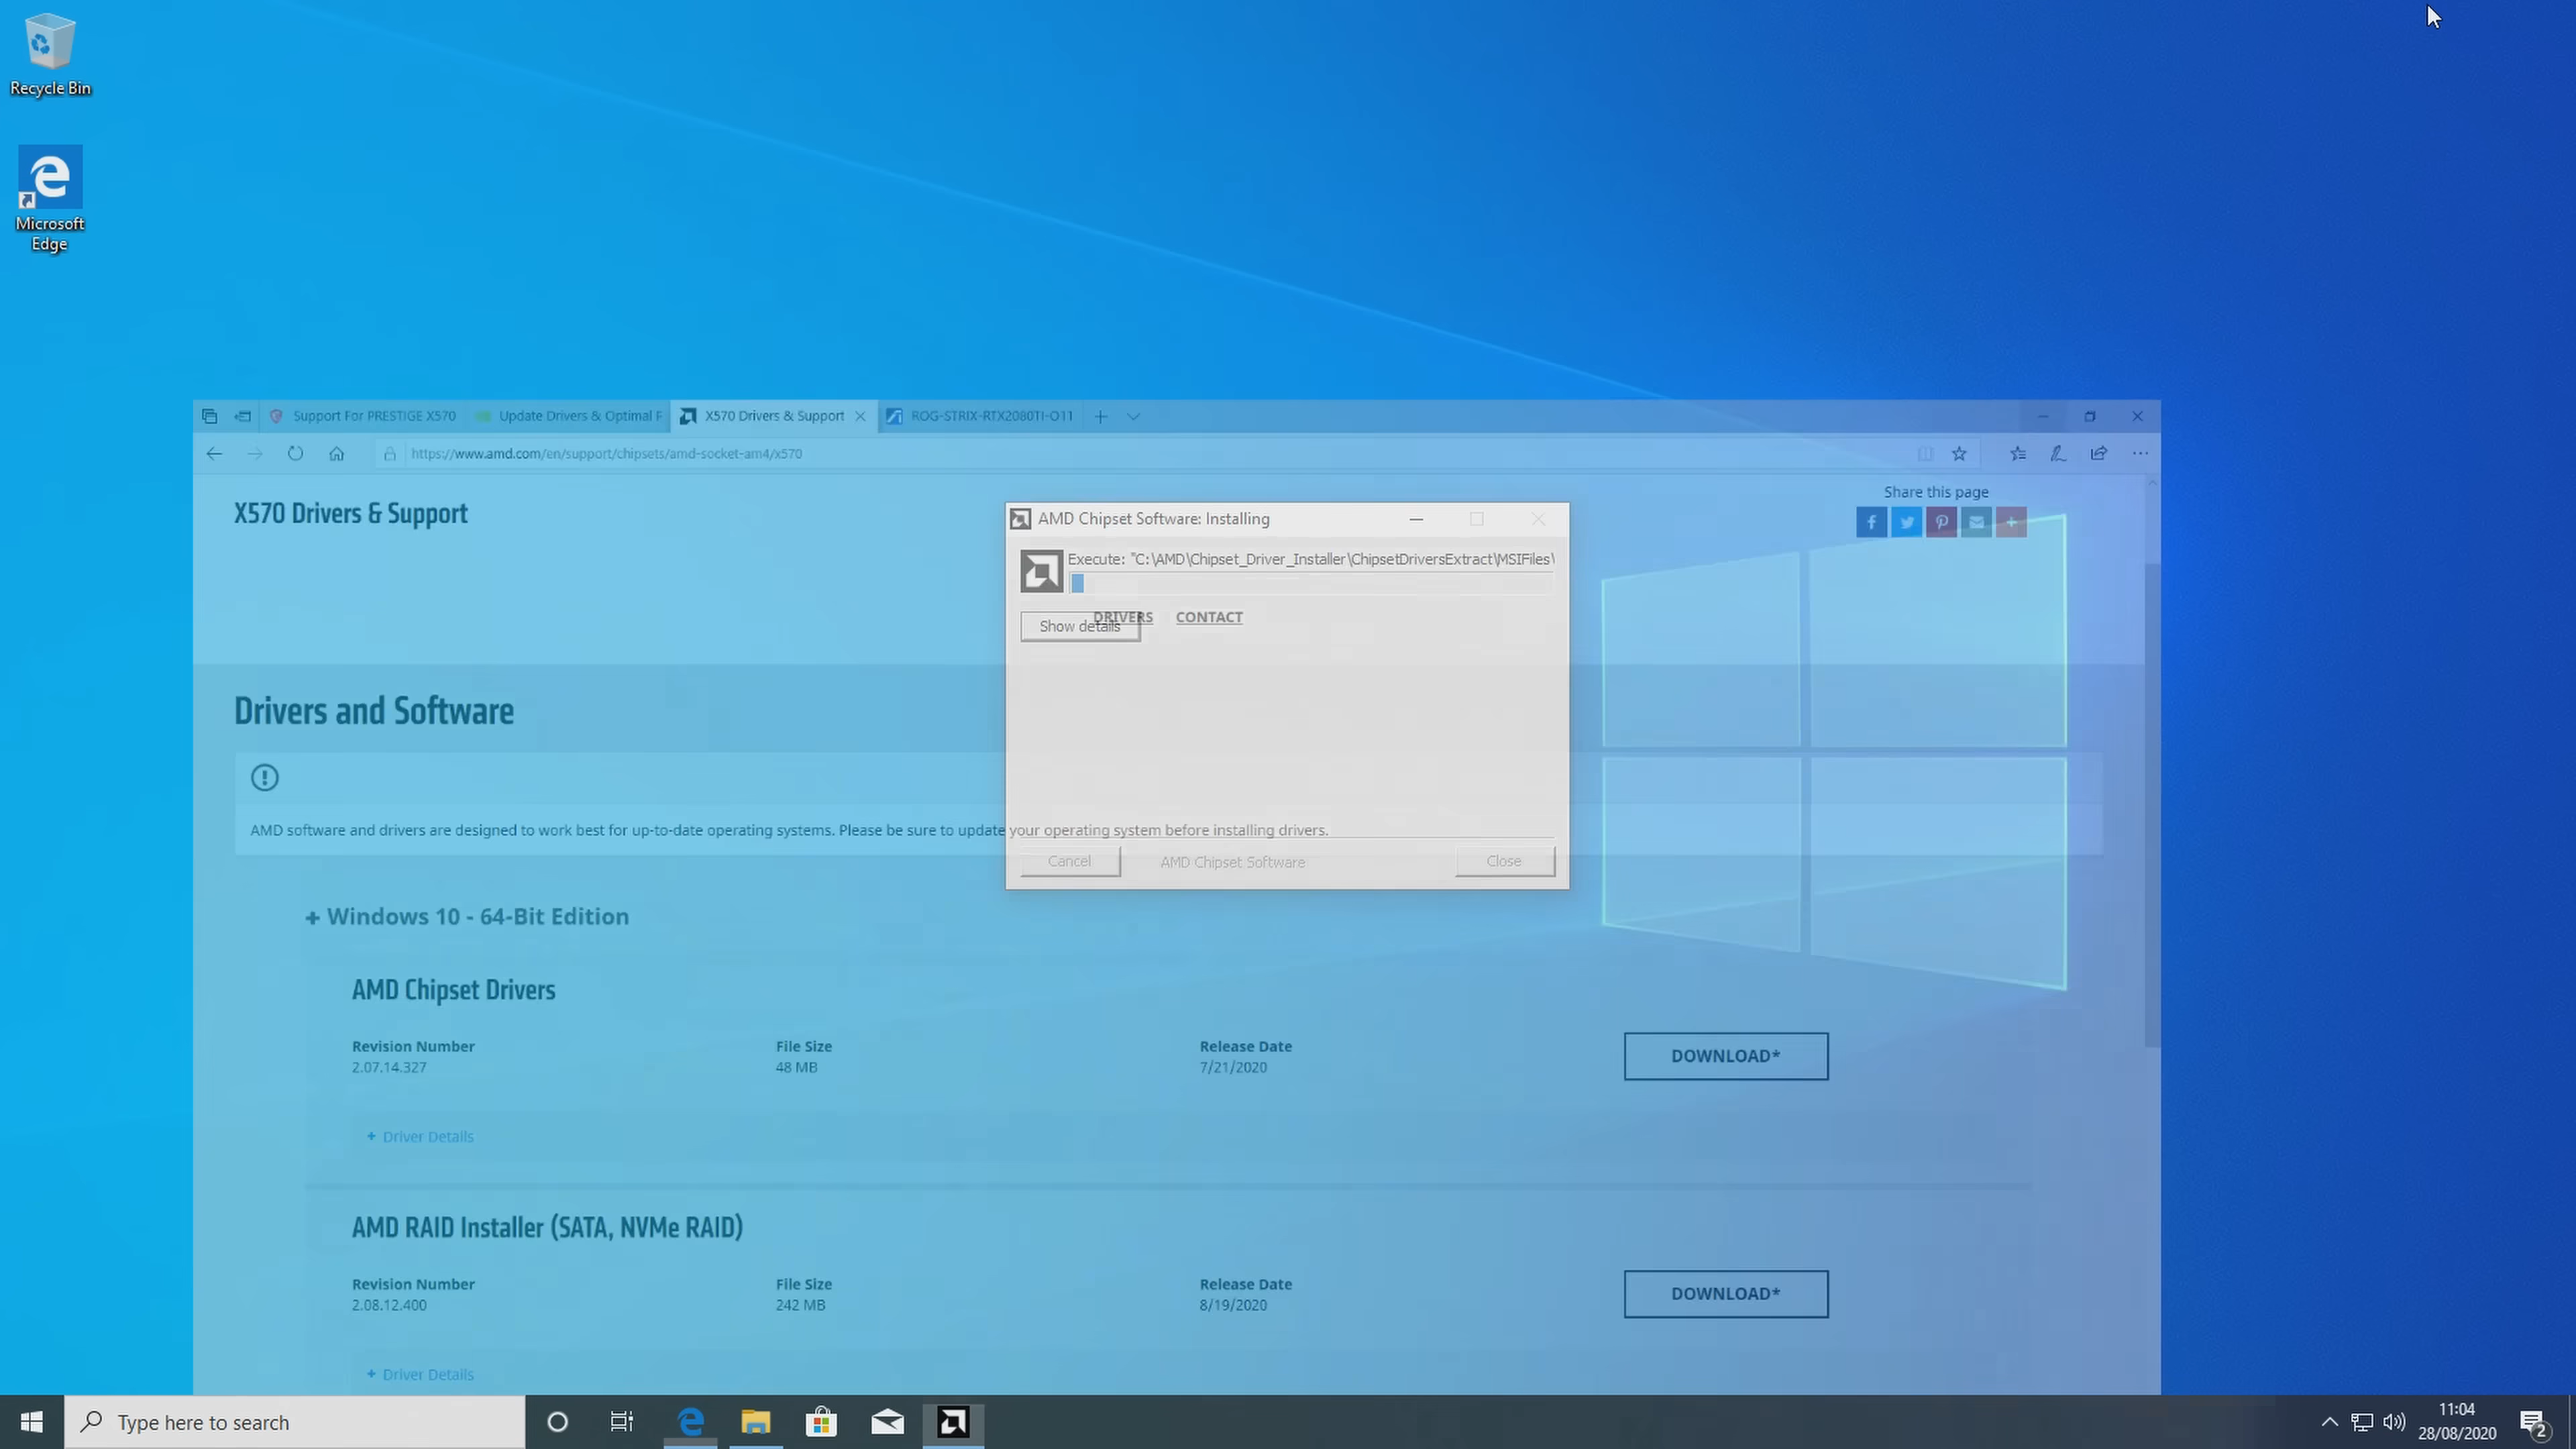 Recycle Bin
Microsoft
Edge
Support For PRESTIGE X570
Update Drivers & Optimal P
X570 Drivers & Support
ROG-STRIX-RTX2080TI-O11
https://www.amd.com/en/support/chipsets/amd-socket-am4/x570
X570 Drivers & Support
Share this page
AMD Chipset Software: Installing
Execute: "C:\AMD\Chipset_Driver_Installer\ChipsetDriversExtract\MSIFiles\
Show details
DRIVERS
CONTACT
Drivers and Software
AMD software and drivers are designed to work best for up-to-date operating systems. Please be sure to update your operating system before installing drivers.
Cancel
AMD Chipset Software
Close
+ Windows 10 - 64-Bit Edition
AMD Chipset Drivers
Revision Number
File Size
Release Date
2.07.14.327
48 MB
7/21/2020
DOWNLOAD*
+ Driver Details
AMD RAID Installer (SATA, NVMe RAID)
Revision Number
File Size
Release Date
2.08.12.400
242 MB
8/19/2020
DOWNLOAD*
+ Driver Details
Type here to search
11:04
28/08/2020
2